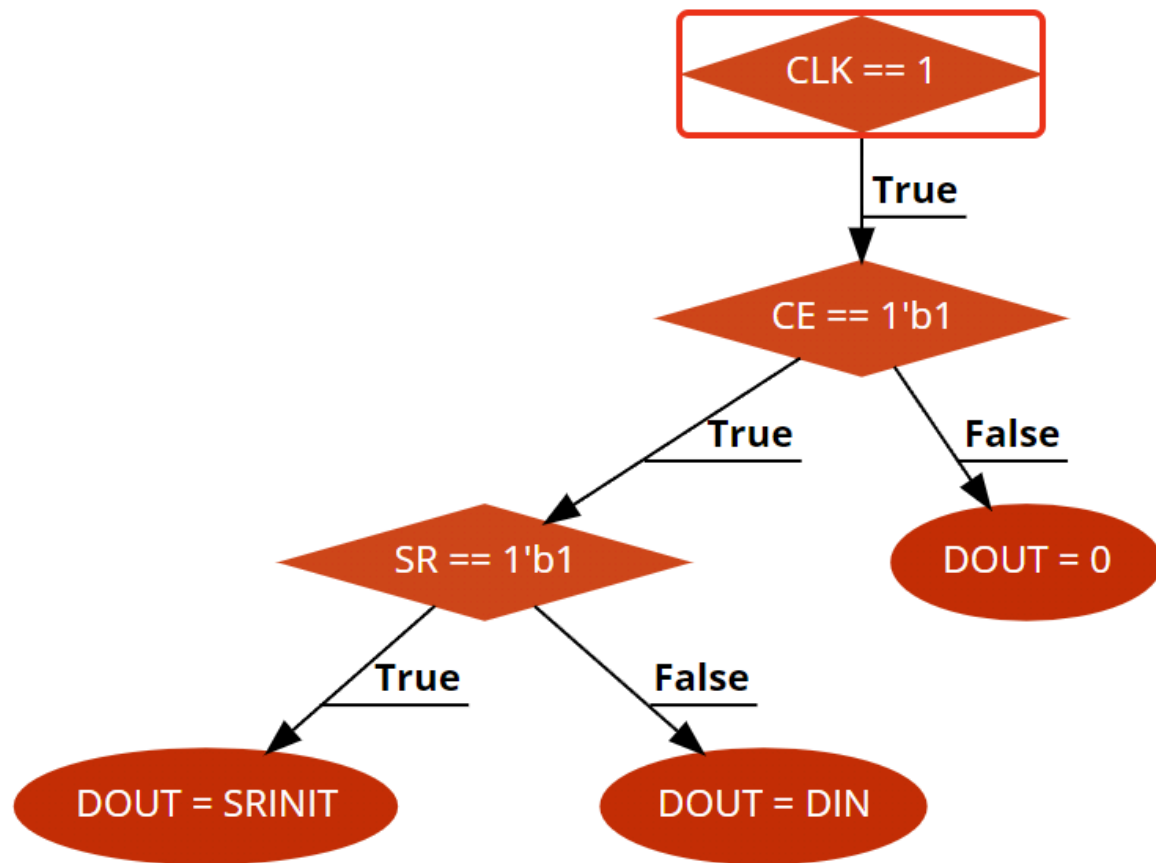 CLK == 1
True
CE == 1'b1
True
False
SR == 1'b1
DOUT = 0
True
False
DOUT = SRINIT
DOUT = DIN